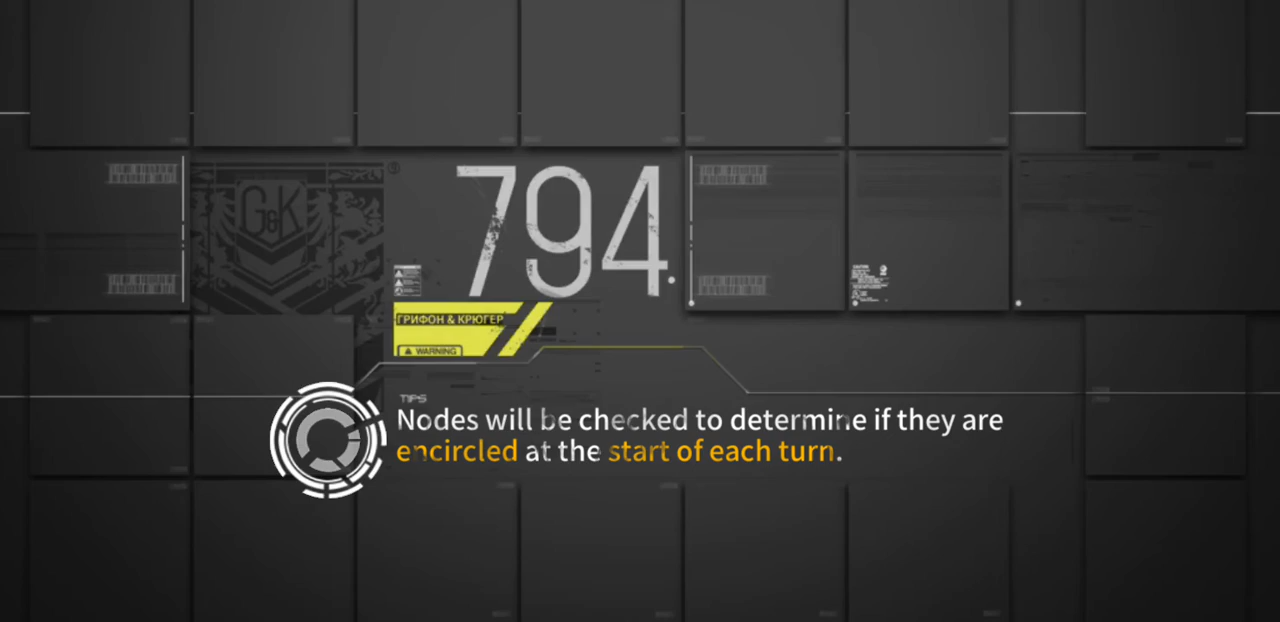 G&K
794.
ГРИФОН & КРЮГЕР
WARNING
TIPS
Nodes will be checked to determine if they are
encircled at the start of each turn.
CAUTION